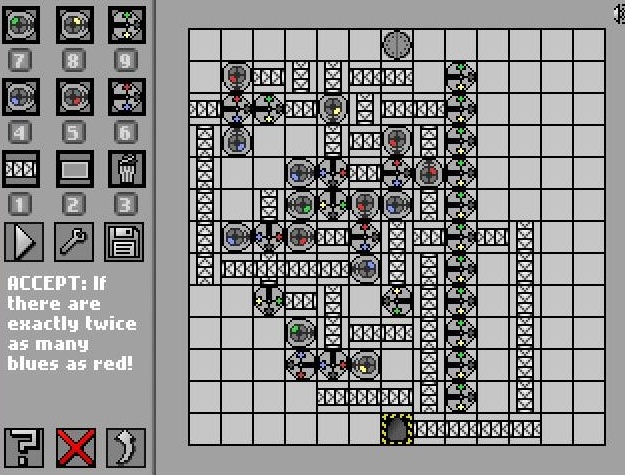 7 8 9
4 5 6
1 2 3
ACCEPT: If
there are
exactly twice
as many
blues as red!
?